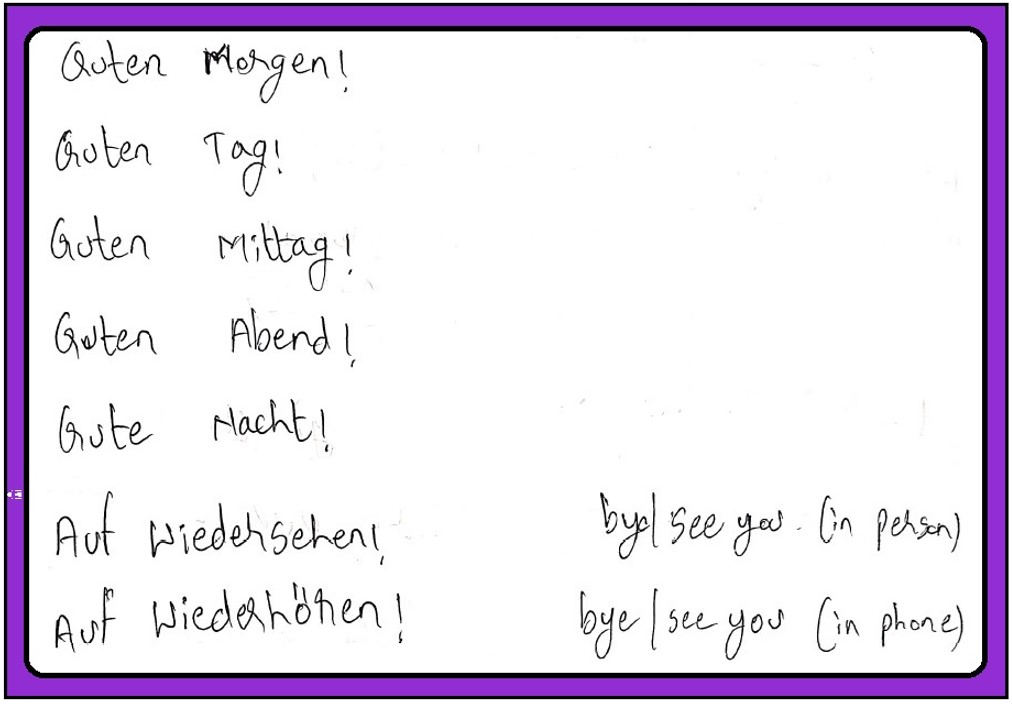 Guten Morgen!
Guten Tag!
Guten Mittag!
Guten Abend!
Gute Nacht!
Auf Wiedersehen! bye/see you. (in person)
Auf Wiederhören! bye/see you (in phone)